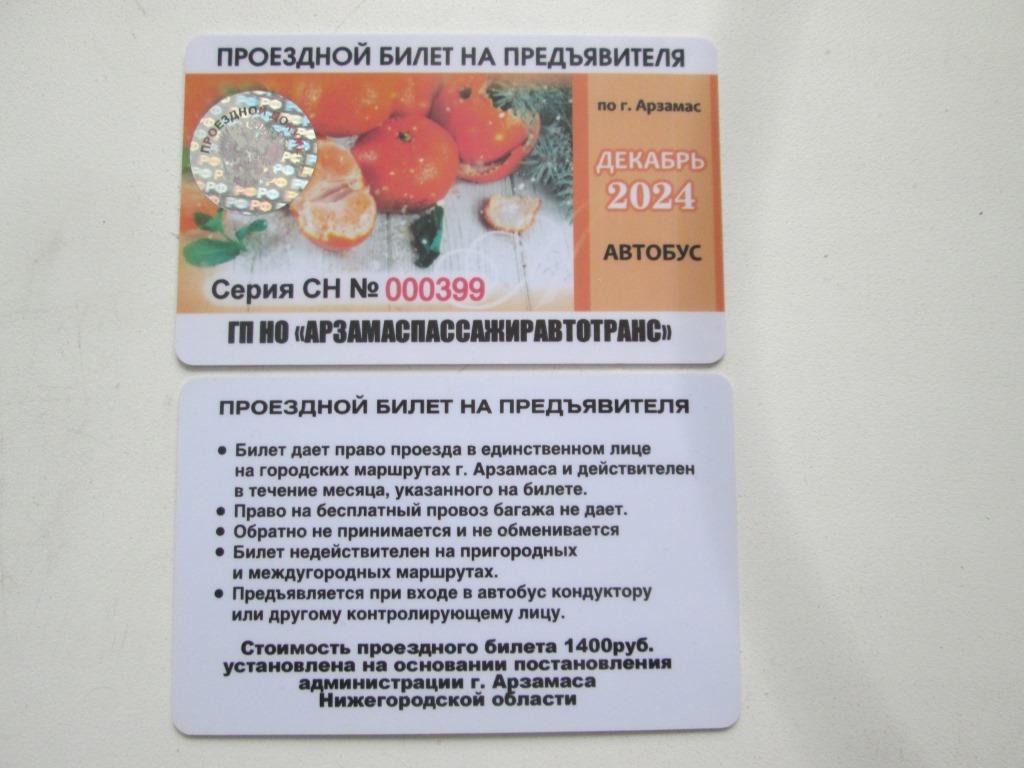 ПРОЕЗДНОЙ БИЛЕТ НА ПРЕДЪЯВИТЕЛЯ
по г. Арзамас
ПРОЕЗДНОЙ
РФ РФ
ДЕКАБРЬ
2024
АВТОБУС
Серия СН № 000399
ГП НО «АРЗАМАСПАССАЖИРАВТОТРАНС»
ПРОЕЗДНОЙ БИЛЕТ НА ПРЕДЪЯВИТЕЛЯ
• Билет дает право проезда в единственном лице
на городских маршрутах г. Арзамаса и действителен
в течение месяца, указанного на билете.
• Право на бесплатный провоз багажа не дает.
• Обратно не принимается и не обменивается
• Билет недействителен на пригородных
и междугородных маршрутах.
• Предъявляется при входе в автобус кондуктору
или другому контролирующему лицу.
Стоимость проездного билета 1400руб.
установлена на основании постановления
администрации г. Арзамаса
Нижегородской области